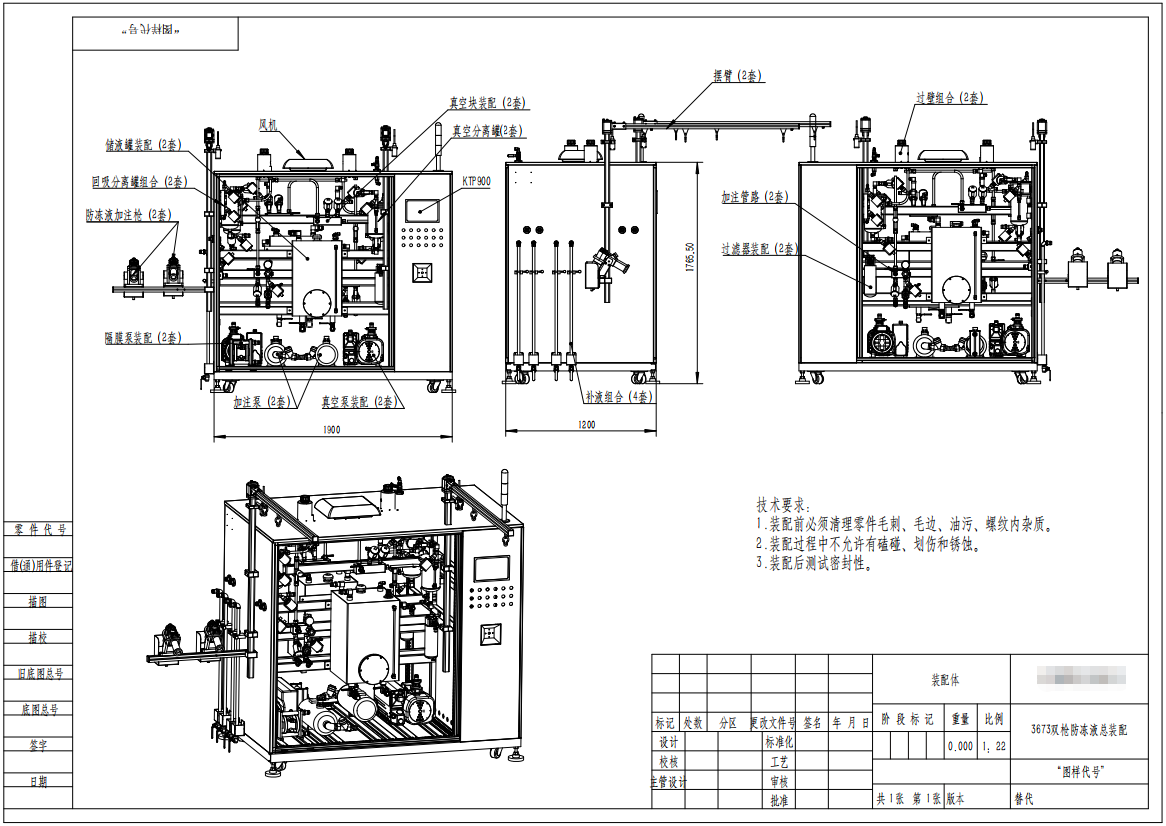 “图样代号”
摆臂 (2套)
真空块装配 (2套)
过壁组合 (2套)
风机
真空分离罐(2套)
储液罐装配 (2套)
回吸分离罐组合 (2套)
KTP900
加注管路 (2套)
防冻液加注枪 (2套)
过滤器装配 (2套)
1765.50
隔膜泵装配 (2套)
加注泵 (2套)
真空泵装配 (2套)
补液组合 (4套)
1900
1200
技术要求:
1.装配前必须清理零件毛刺、毛边、油污、螺纹内杂质。
2.装配过程中不允许有磕碰、划伤和锈蚀。
3.装配后测试密封性。
零件代号
借(通)用件登记
描图
描校
旧底图总号
底图总号
签字
日期
装配体
标记 处数 分区 更改文件号 签名 年 月 日
阶段标记 重量 比例
设计 标准化
0.000 1:22
3673双枪防冻液总装配
校核 工艺
主管设计 审核
“图样代号”
批准
共1张 第1张 版本 替代